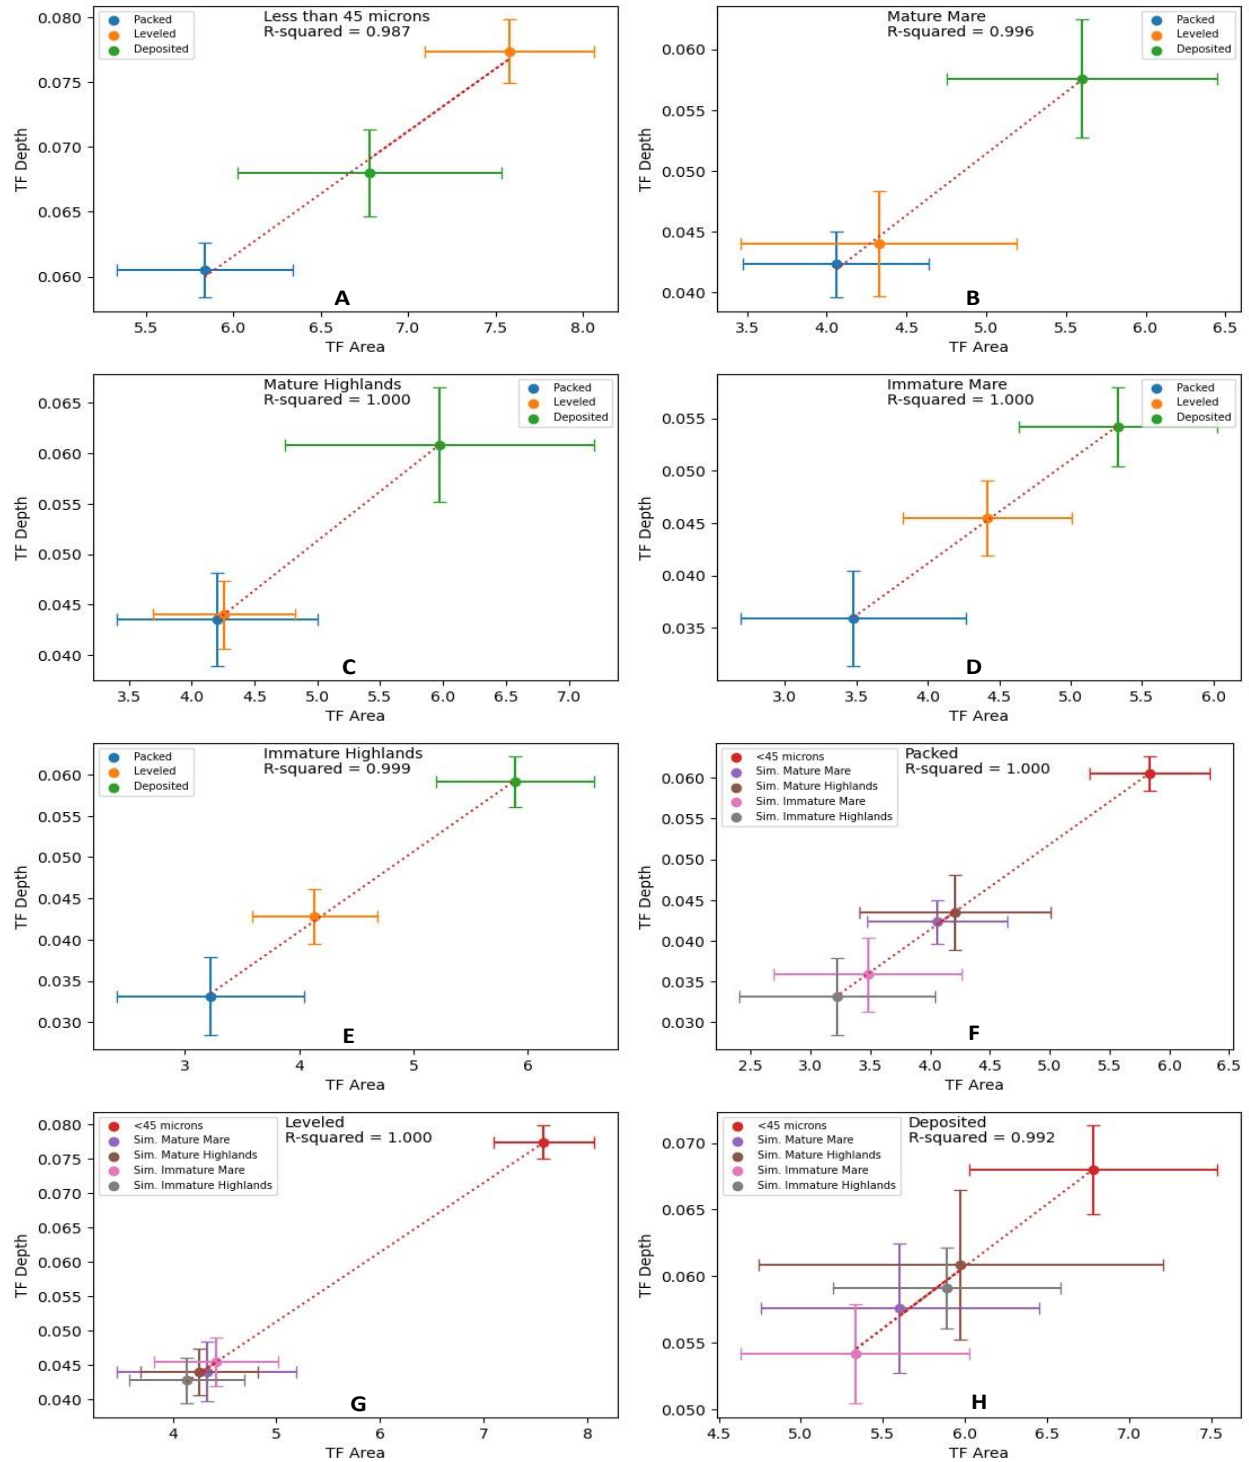 Less than 45 microns
R-squared = 0.987
Packed
Leveled
Deposited
0.080
0.075
0.070
0.065
0.060
TF Depth
5.5 6.0 6.5 7.0 7.5 8.0
TF Area
A
Mature Mare
R-squared = 0.996
Packed
Leveled
Deposited
0.060
0.055
0.050
0.045
0.040
TF Depth
3.5 4.0 4.5 5.0 5.5 6.0 6.5
TF Area
B
Mature Highlands
R-squared = 1.000
Packed
Leveled
Deposited
0.065
0.060
0.055
0.050
0.045
0.040
TF Depth
3.5 4.0 4.5 5.0 5.5 6.0 6.5 7.0
TF Area
C
Immature Mare
R-squared = 1.000
Packed
Leveled
Deposited
0.055
0.050
0.045
0.040
0.035
TF Depth
3.0 3.5 4.0 4.5 5.0 5.5 6.0
TF Area
D
Immature Highlands
R-squared = 0.999
Packed
Leveled
Deposited
0.060
0.055
0.050
0.045
0.040
0.035
0.030
TF Depth
3 4 5 6
TF Area
E
Packed
R-squared = 1.000
<45 microns
Sim. Mature Mare
Sim. Mature Highlands
Sim. Immature Mare
Sim. Immature Highlands
0.060
0.055
0.050
0.045
0.040
0.035
0.030
TF Depth
2.5 3.0 3.5 4.0 4.5 5.0 5.5 6.0 6.5
TF Area
F
Leveled
R-squared = 1.000
<45 microns
Sim. Mature Mare
Sim. Mature Highlands
Sim. Immature Mare
Sim. Immature Highlands
0.080
0.075
0.070
0.065
0.060
0.055
0.050
0.045
0.040
TF Depth
4 5 6 7 8
TF Area
G
Deposited
R-squared = 0.992
<45 microns
Sim. Mature Mare
Sim. Mature Highlands
Sim. Immature Mare
Sim. Immature Highlands
0.070
0.065
0.060
0.055
0.050
TF Depth
4.5 5.0 5.5 6.0 6.5 7.0 7.5
TF Area
H